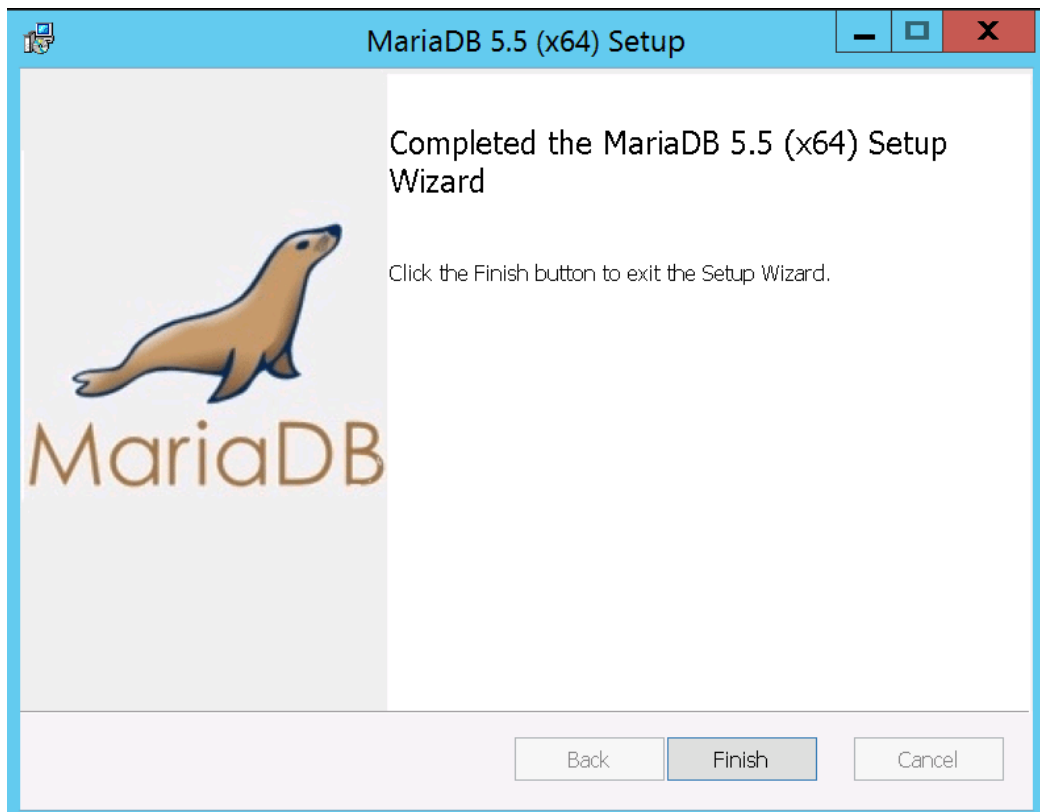 MariaDB 5.5 (x64) Setup
Completed the MariaDB 5.5 (x64) Setup
Wizard
Click the Finish button to exit the Setup Wizard.
MariaDB
Back
Finish
Cancel